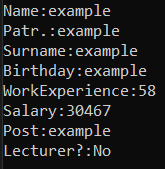 Name:example
Patr.:example
Surname:example
Birthday:example
WorkExperience:58
Salary:30467
Post:example
Lecturer?:No